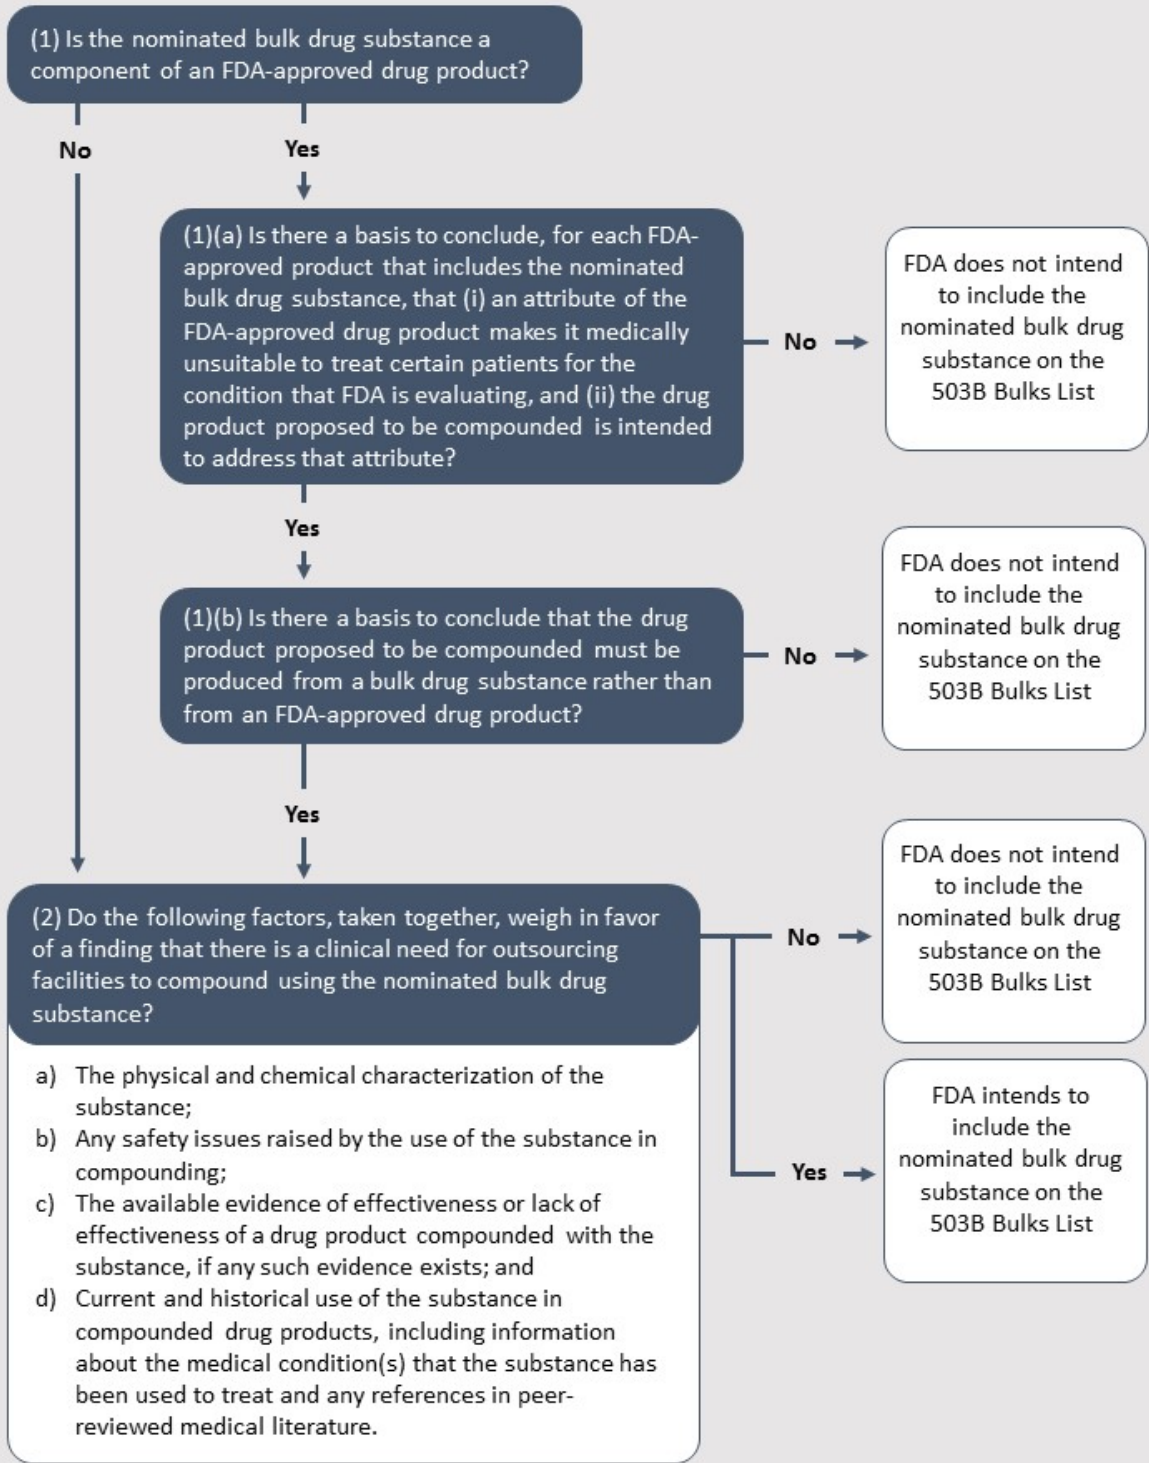 (1) Is the nominated bulk drug substance a
component of an FDA-approved drug product?
No
Yes
(1)(a) Is there a basis to conclude, for each FDA-
approved product that includes the nominated
bulk drug substance, that (i) an attribute of the
FDA-approved drug product makes it medically
unsuitable to treat certain patients for the
condition that FDA is evaluating, and (ii) the drug
product proposed to be compounded is intended
to address that attribute?
No
FDA does not intend
to include the
nominated bulk drug
substance on the
503B Bulks List
Yes
(1)(b) Is there a basis to conclude that the drug
product proposed to be compounded must be
produced from a bulk drug substance rather than
from an FDA-approved drug product?
No
FDA does not intend
to include the
nominated bulk drug
substance on the
503B Bulks List
Yes
(2) Do the following factors, taken together, weigh in favor
of a finding that there is a clinical need for outsourcing
facilities to compound using the nominated bulk drug
substance?
No
FDA does not intend
to include the
nominated bulk drug
substance on the
503B Bulks List
a) The physical and chemical characterization of the
substance;
b) Any safety issues raised by the use of the substance in
compounding;
c) The available evidence of effectiveness or lack of
effectiveness of a drug product compounded with the
substance, if any such evidence exists; and
d) Current and historical use of the substance in
compounded drug products, including information
about the medical condition(s) that the substance has
been used to treat and any references in peer-
reviewed medical literature.
Yes
FDA intends to
include the
nominated bulk drug
substance on the
503B Bulks List